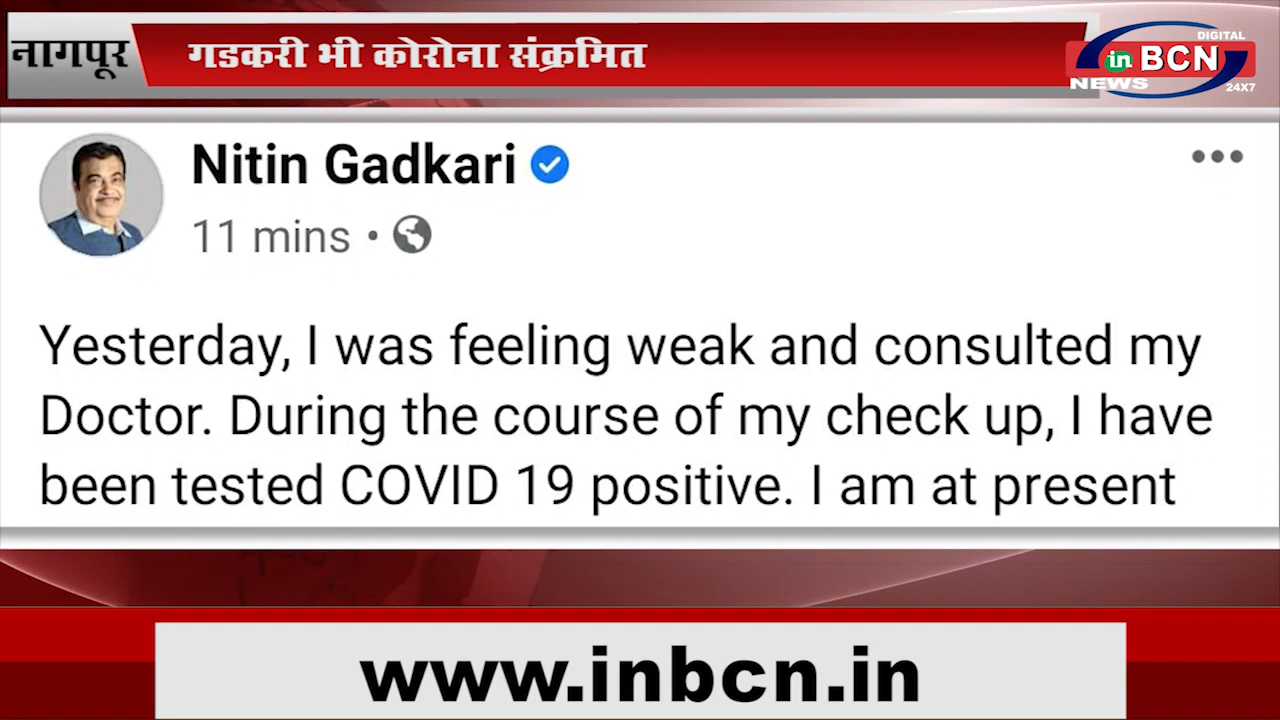 नागपूर
गडकरी भी कोरोना संक्रमित
DIGITAL
in BCN
NEWS
24X7
Nitin Gadkari
11 mins •
Yesterday, I was feeling weak and consulted my
Doctor. During the course of my check up, I have
been tested COVID 19 positive. I am at present
www.inbcn.in